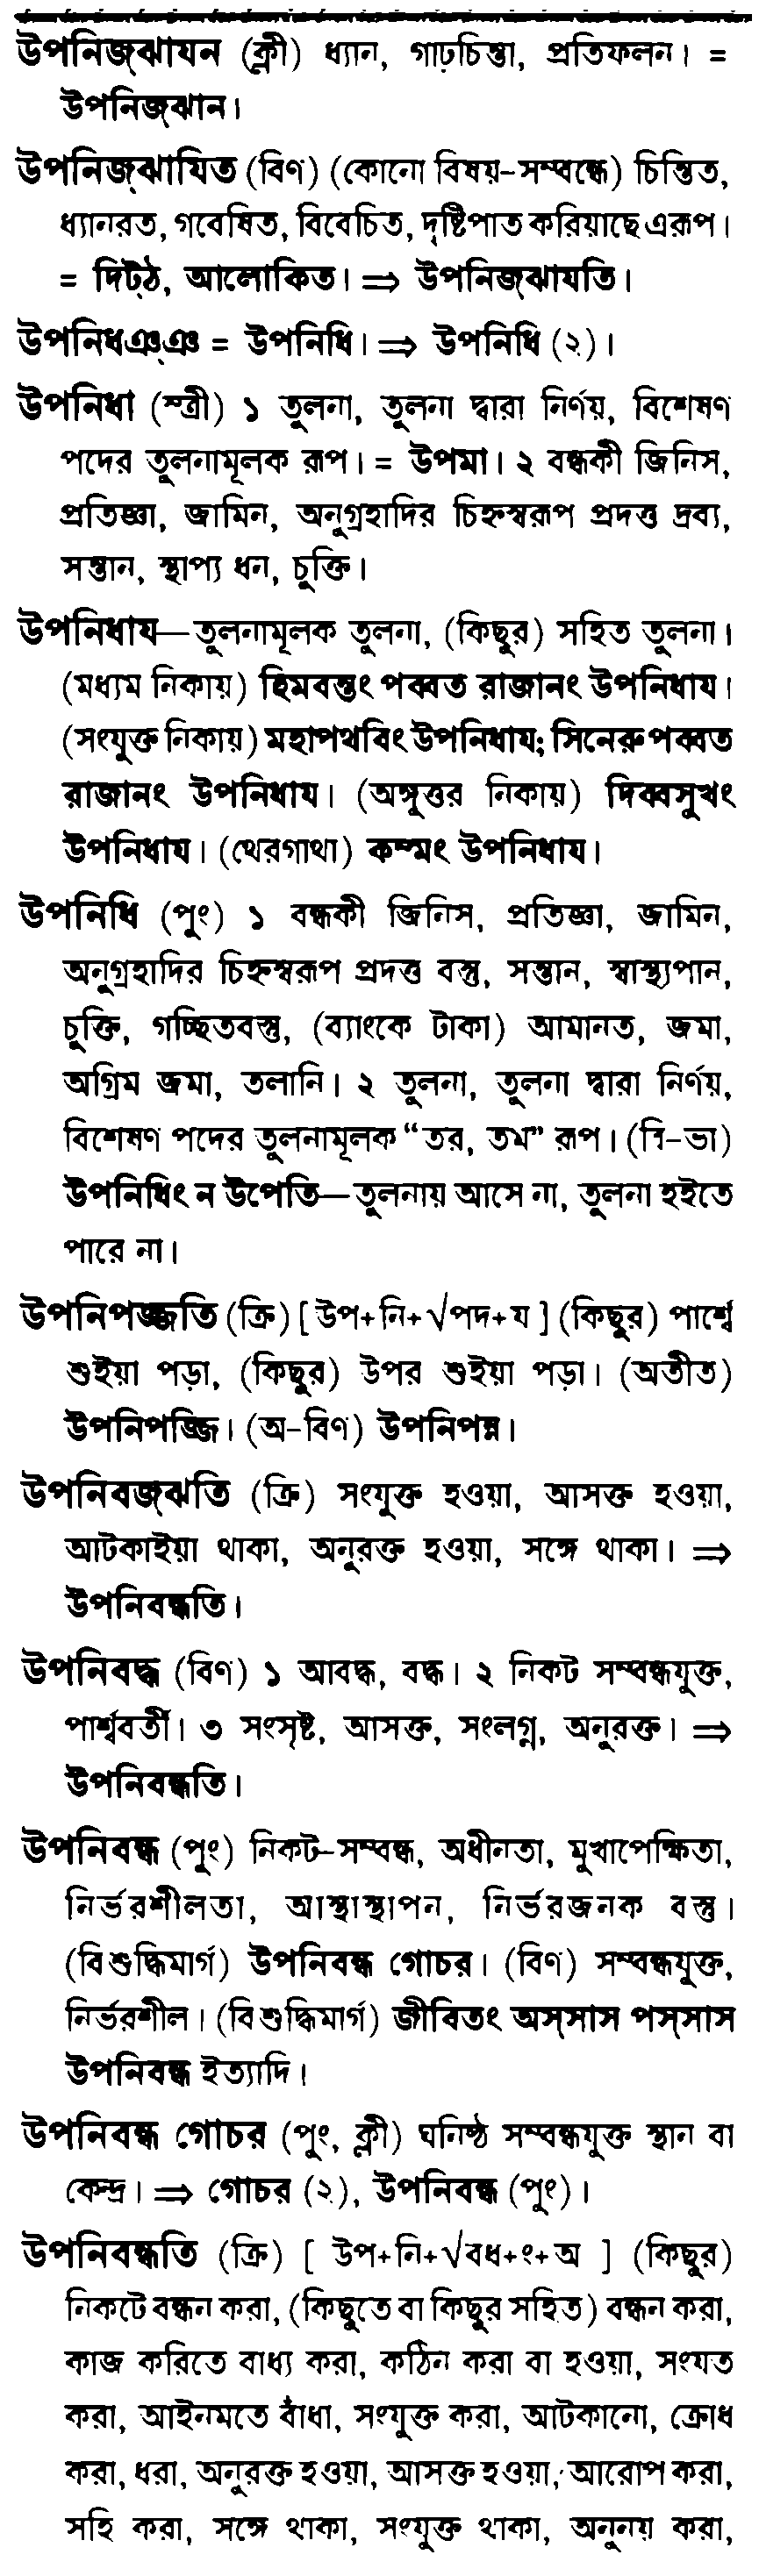 উপনিজ্ঝাযন (ক্লী) ধ্যান, গাঢ়চিন্তা, প্রতিফলন। =
উপনিজ্ঝান।
উপনিজ্ঝাযিত (বিণ) (কোনো বিষয়-সম্বন্ধে) চিন্তিত,
ধ্যানরত, গবেষিত, বিবেচিত, দৃষ্টিপাত করিয়াছে এরূপ।
= দিট্ঠ, আলোকিত। ⇒ উপনিজ্ঝাযতি।
উপনিধঞ্ঞ = উপনিধি। ⇒ উপনিধি (২)।
উপনিধা (স্ত্রী) ১ তুলনা, তুলনা দ্বারা নির্ণয়, বিশেষণ
পদের তুলনামূলক রূপ। = উপমা। ২ বন্ধকী জিনিস,
প্রতিজ্ঞা, জামিন, অনুগ্রহাদির চিহ্নস্বরূপ প্রদত্ত দ্রব্য,
সন্তান, স্থাপ্য ধন, চুক্তি।
উপনিধায—তুলনামূলক তুলনা, (কিছুর) সহিত তুলনা।
(মধ্যম নিকায়) হিমবন্তং পব্বত রাজানং উপনিধায।
(সংযুক্ত নিকায়) মহাপথবিং উপনিধায; সিনেরু পব্বত
রাজানং উপনিধায। (অঙ্গুত্তর নিকায়) দিব্বসুখং
উপনিধায। (থেরগাথা) কম্মং উপনিধায।
উপনিধি (পুং) ১ বন্ধকী জিনিস, প্রতিজ্ঞা, জামিন,
অনুগ্রহাদির চিহ্নস্বরূপ প্রদত্ত বস্তু, সন্তান, স্বাস্থ্যপান,
চুক্তি, গচ্ছিতবস্তু, (ব্যাংকে টাকা) আমানত, জমা,
অগ্রিম জমা, তলানি। ২ তুলনা, তুলনা দ্বারা নির্ণয়,
বিশেষণ পদের তুলনামূলক “তর, তম” রূপ। (বি-ভা)
উপনিধিং ন উপেতি—তুলনায় আসে না, তুলনা হইতে
পারে না।
উপনিপজ্জতি (ক্রি) [ উপ+নি+√পদ+য ] (কিছুর) পার্শ্বে
শুইয়া পড়া, (কিছুর) উপর শুইয়া পড়া। (অতীত)
উপনিপজ্জি। (অ-বিণ) উপনিপন্ন।
উপনিবজ্ঝতি (ক্রি) সংযুক্ত হওয়া, আসক্ত হওয়া,
আটকাইয়া থাকা, অনুরক্ত হওয়া, সঙ্গে থাকা। ⇒
উপনিবন্ধতি।
উপনিবদ্ধ (বিণ) ১ আবদ্ধ, বদ্ধ। ২ নিকট সম্বন্ধযুক্ত,
পার্শ্ববর্তী। ৩ সংসৃষ্ট, আসক্ত, সংলগ্ন, অনুরক্ত। ⇒
উপনিবন্ধতি।
উপনিবন্ধ (পুং) নিকট-সম্বন্ধ, অধীনতা, মুখাপেক্ষিতা,
নির্ভরশীলতা, আস্থাস্থাপন, নির্ভরজনক বস্তু।
(বিশুদ্ধিমার্গ) উপনিবন্ধ গোচর। (বিণ) সম্বন্ধযুক্ত,
নির্ভরশীল। (বিশুদ্ধিমার্গ) জীবিতং অস্সাস পস্সাস
উপনিবন্ধ ইত্যাদি।
উপনিবন্ধ গোচর (পুং, ক্লী) ঘনিষ্ঠ সম্বন্ধযুক্ত স্থান বা
কেন্দ্র। ⇒ গোচর (২), উপনিবন্ধ (পুং)।
উপনিবন্ধতি (ক্রি) [ উপ+নি+√বধ+ং+অ ] (কিছুর)
নিকটে বন্ধন করা, (কিছুতে বা কিছুর সহিত) বন্ধন করা,
কাজ করিতে বাধ্য করা, কঠিন করা বা হওয়া, সংযত
করা, আইনমতে বাঁধা, সংযুক্ত করা, আটকানো, ক্রোধ
করা, ধরা, অনুরক্ত হওয়া, আসক্ত হওয়া, আরোপ করা,
সহি করা, সঙ্গে থাকা, সংযুক্ত থাকা, অনুনয় করা,